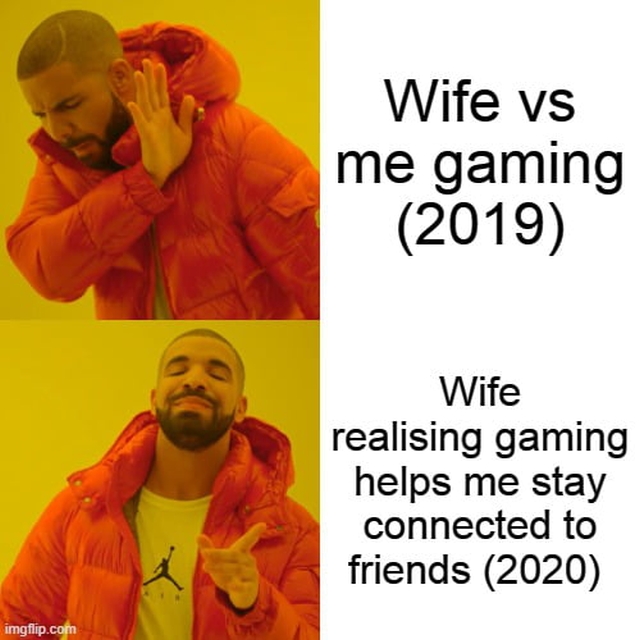 Wife vs
me gaming
(2019)
Wife
realising gaming
helps me stay
connected to
friends (2020)
imgflip.com